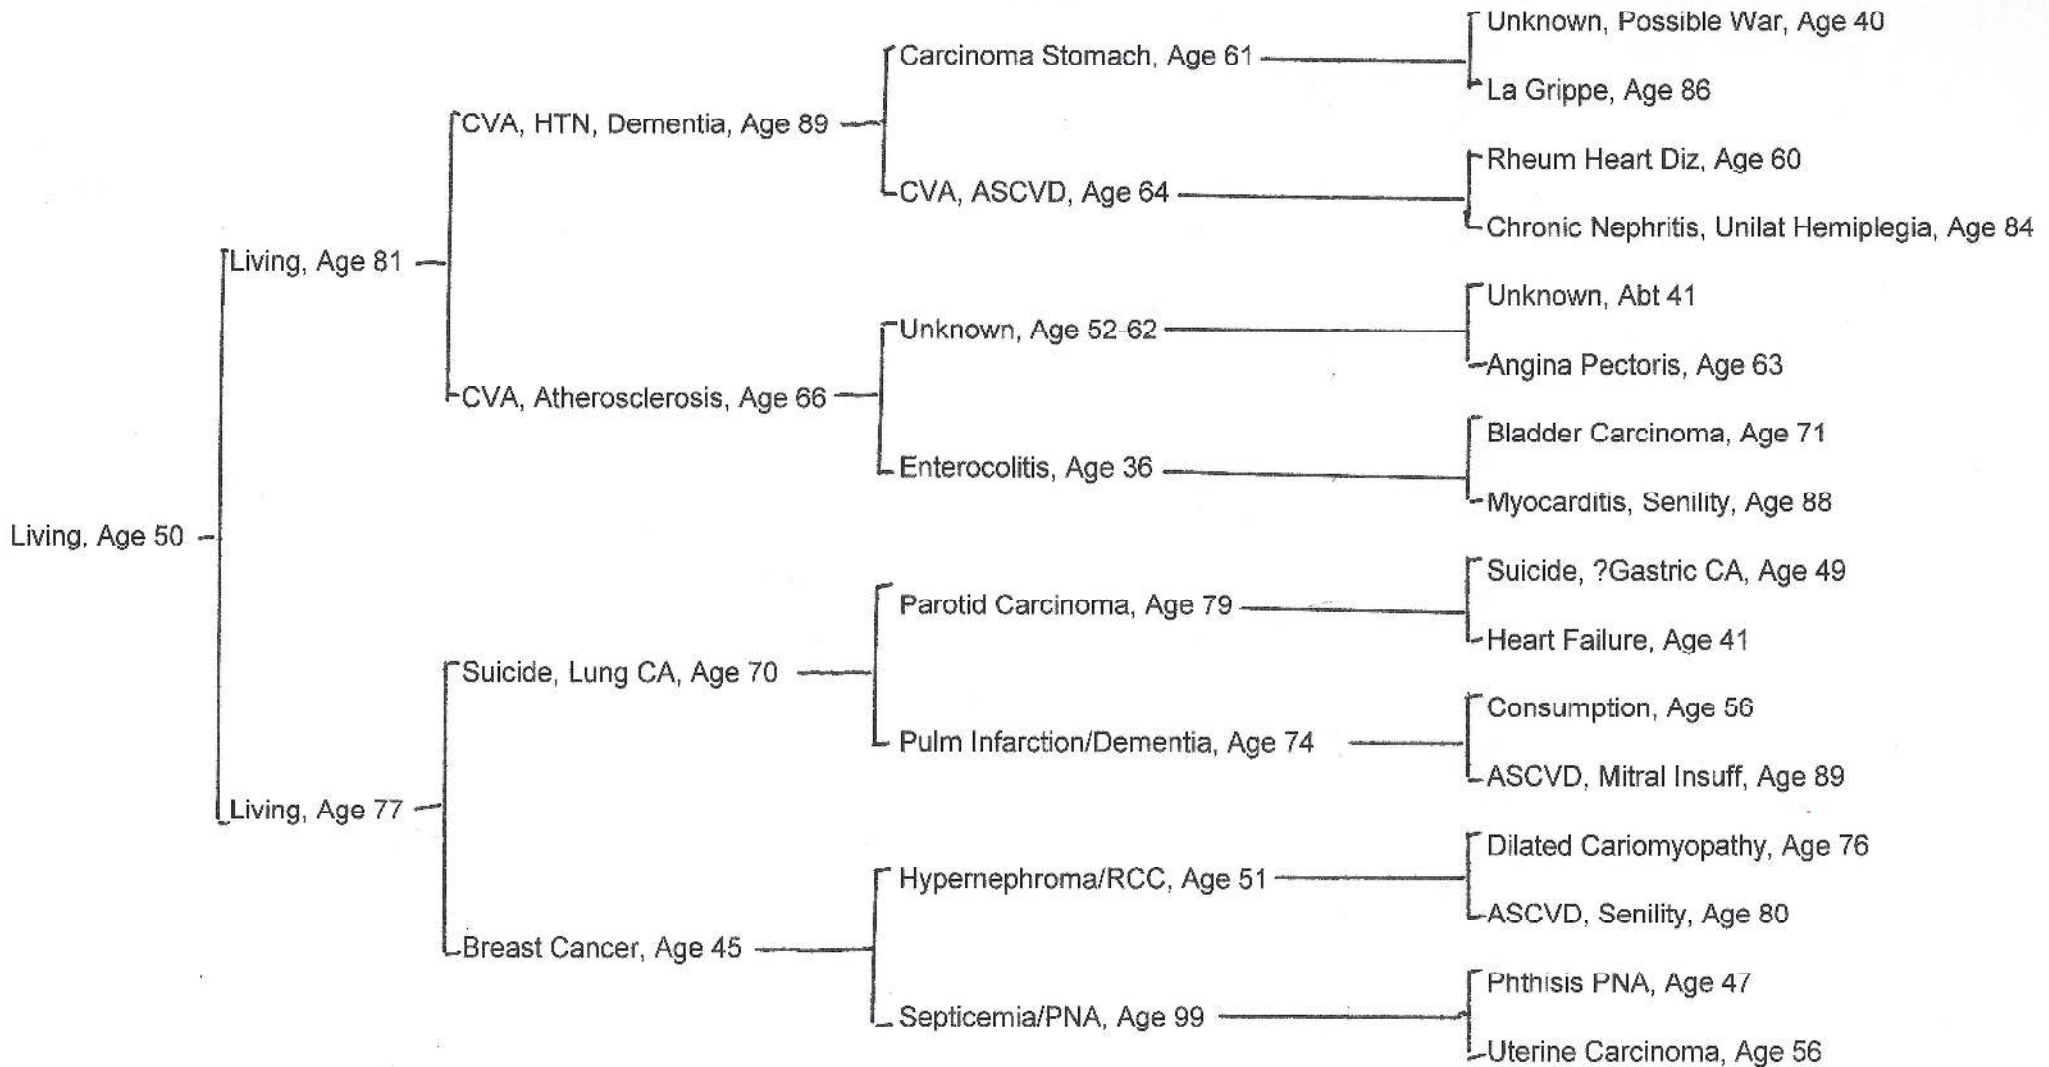 Unknown, Possible War, Age 40
Carcinoma Stomach, Age 61
La Grippe, Age 86
CVA, HTN, Dementia, Age 89
Rheum Heart Diz, Age 60
CVA, ASCVD, Age 64
Chronic Nephritis, Unilat Hemiplegia, Age 84
Living, Age 81
Unknown, Abt 41
Unknown, Age 52-62
Angina Pectoris, Age 63
CVA, Atherosclerosis, Age 66
Bladder Carcinoma, Age 71
Enterocolitis, Age 36
Myocarditis, Senility, Age 88
Living, Age 50
Suicide, ?Gastric CA, Age 49
Parotid Carcinoma, Age 79
Heart Failure, Age 41
Suicide, Lung CA, Age 70
Consumption, Age 56
Pulm Infarction/Dementia, Age 74
ASCVD, Mitral Insuff, Age 89
Living, Age 77
Dilated Cariomyopathy, Age 76
Hypernephroma/RCC, Age 51
ASCVD, Senility, Age 80
Breast Cancer, Age 45
Phthisis PNA, Age 47
Septicemia/PNA, Age 99
Uterine Carcinoma, Age 56